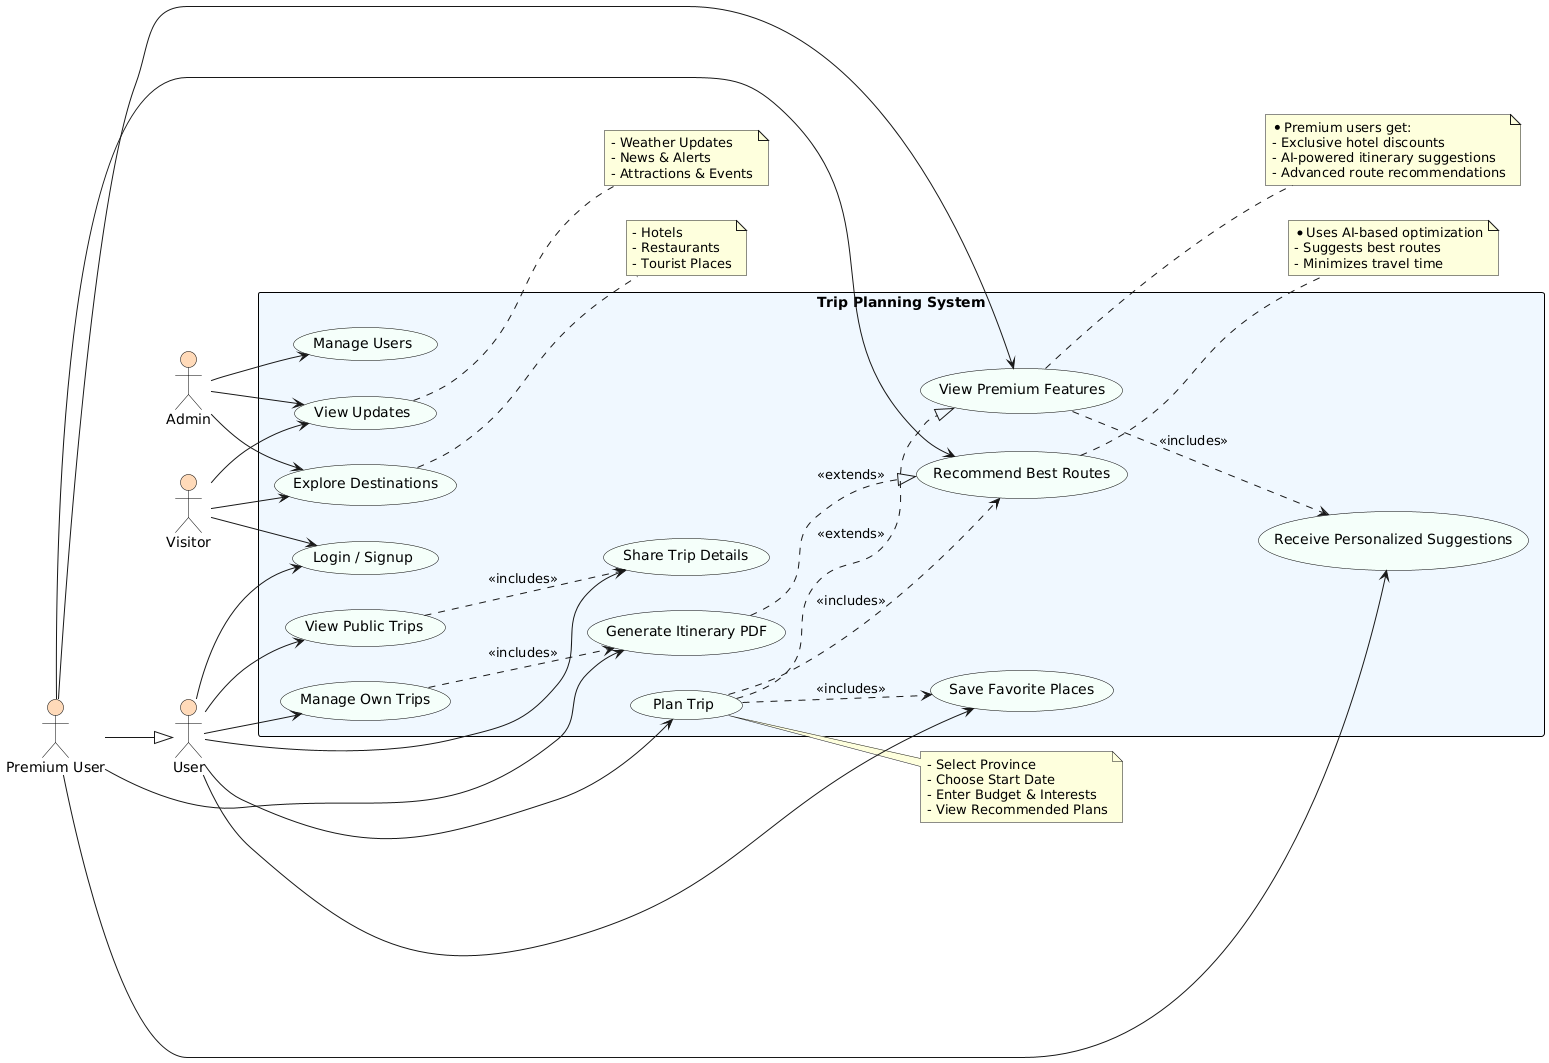 - Weather Updates
- News & Alerts
- Attractions & Events
•Premium users get:
- Exclusive hotel discounts
- AI-powered itinerary suggestions
- Advanced route recommendations
- Hotels
- Restaurants
- Tourist Places
•Uses AI-based optimization
- Suggests best routes
- Minimizes travel time
Trip Planning System
Manage Users
Admin
View Updates
View Premium Features
«includes»
Explore Destinations
«extends»
Recommend Best Routes
Visitor
«extends»
Receive Personalized Suggestions
Login / Signup
Share Trip Details
«includes»
«includes»
View Public Trips
Generate Itinerary PDF
«includes»
Manage Own Trips
Plan Trip
«includes»
Save Favorite Places
Premium User
User
- Select Province
- Choose Start Date
- Enter Budget & Interests
- View Recommended Plans